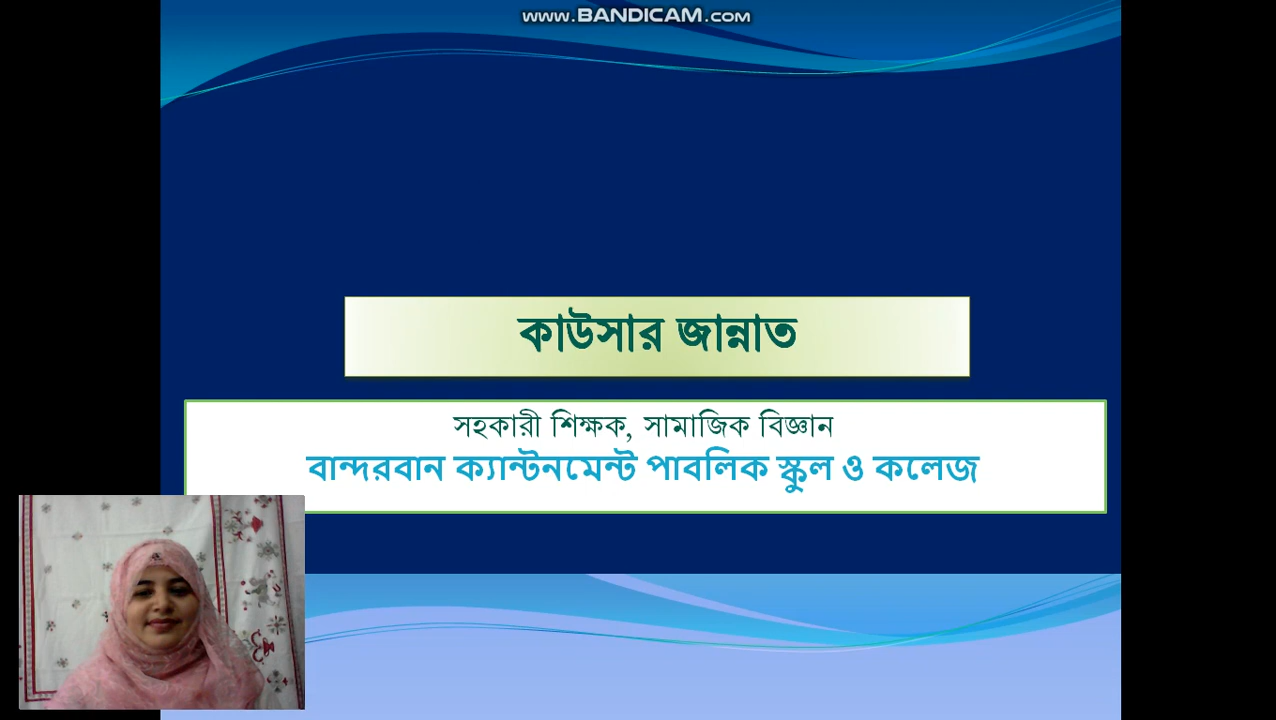 www.BANDICAM.com
কাউসার জান্নাত
সহকারী শিক্ষক, সামাজিক বিজ্ঞান
বান্দরবান ক্যান্টনমেন্ট পাবলিক স্কুল ও কলেজ